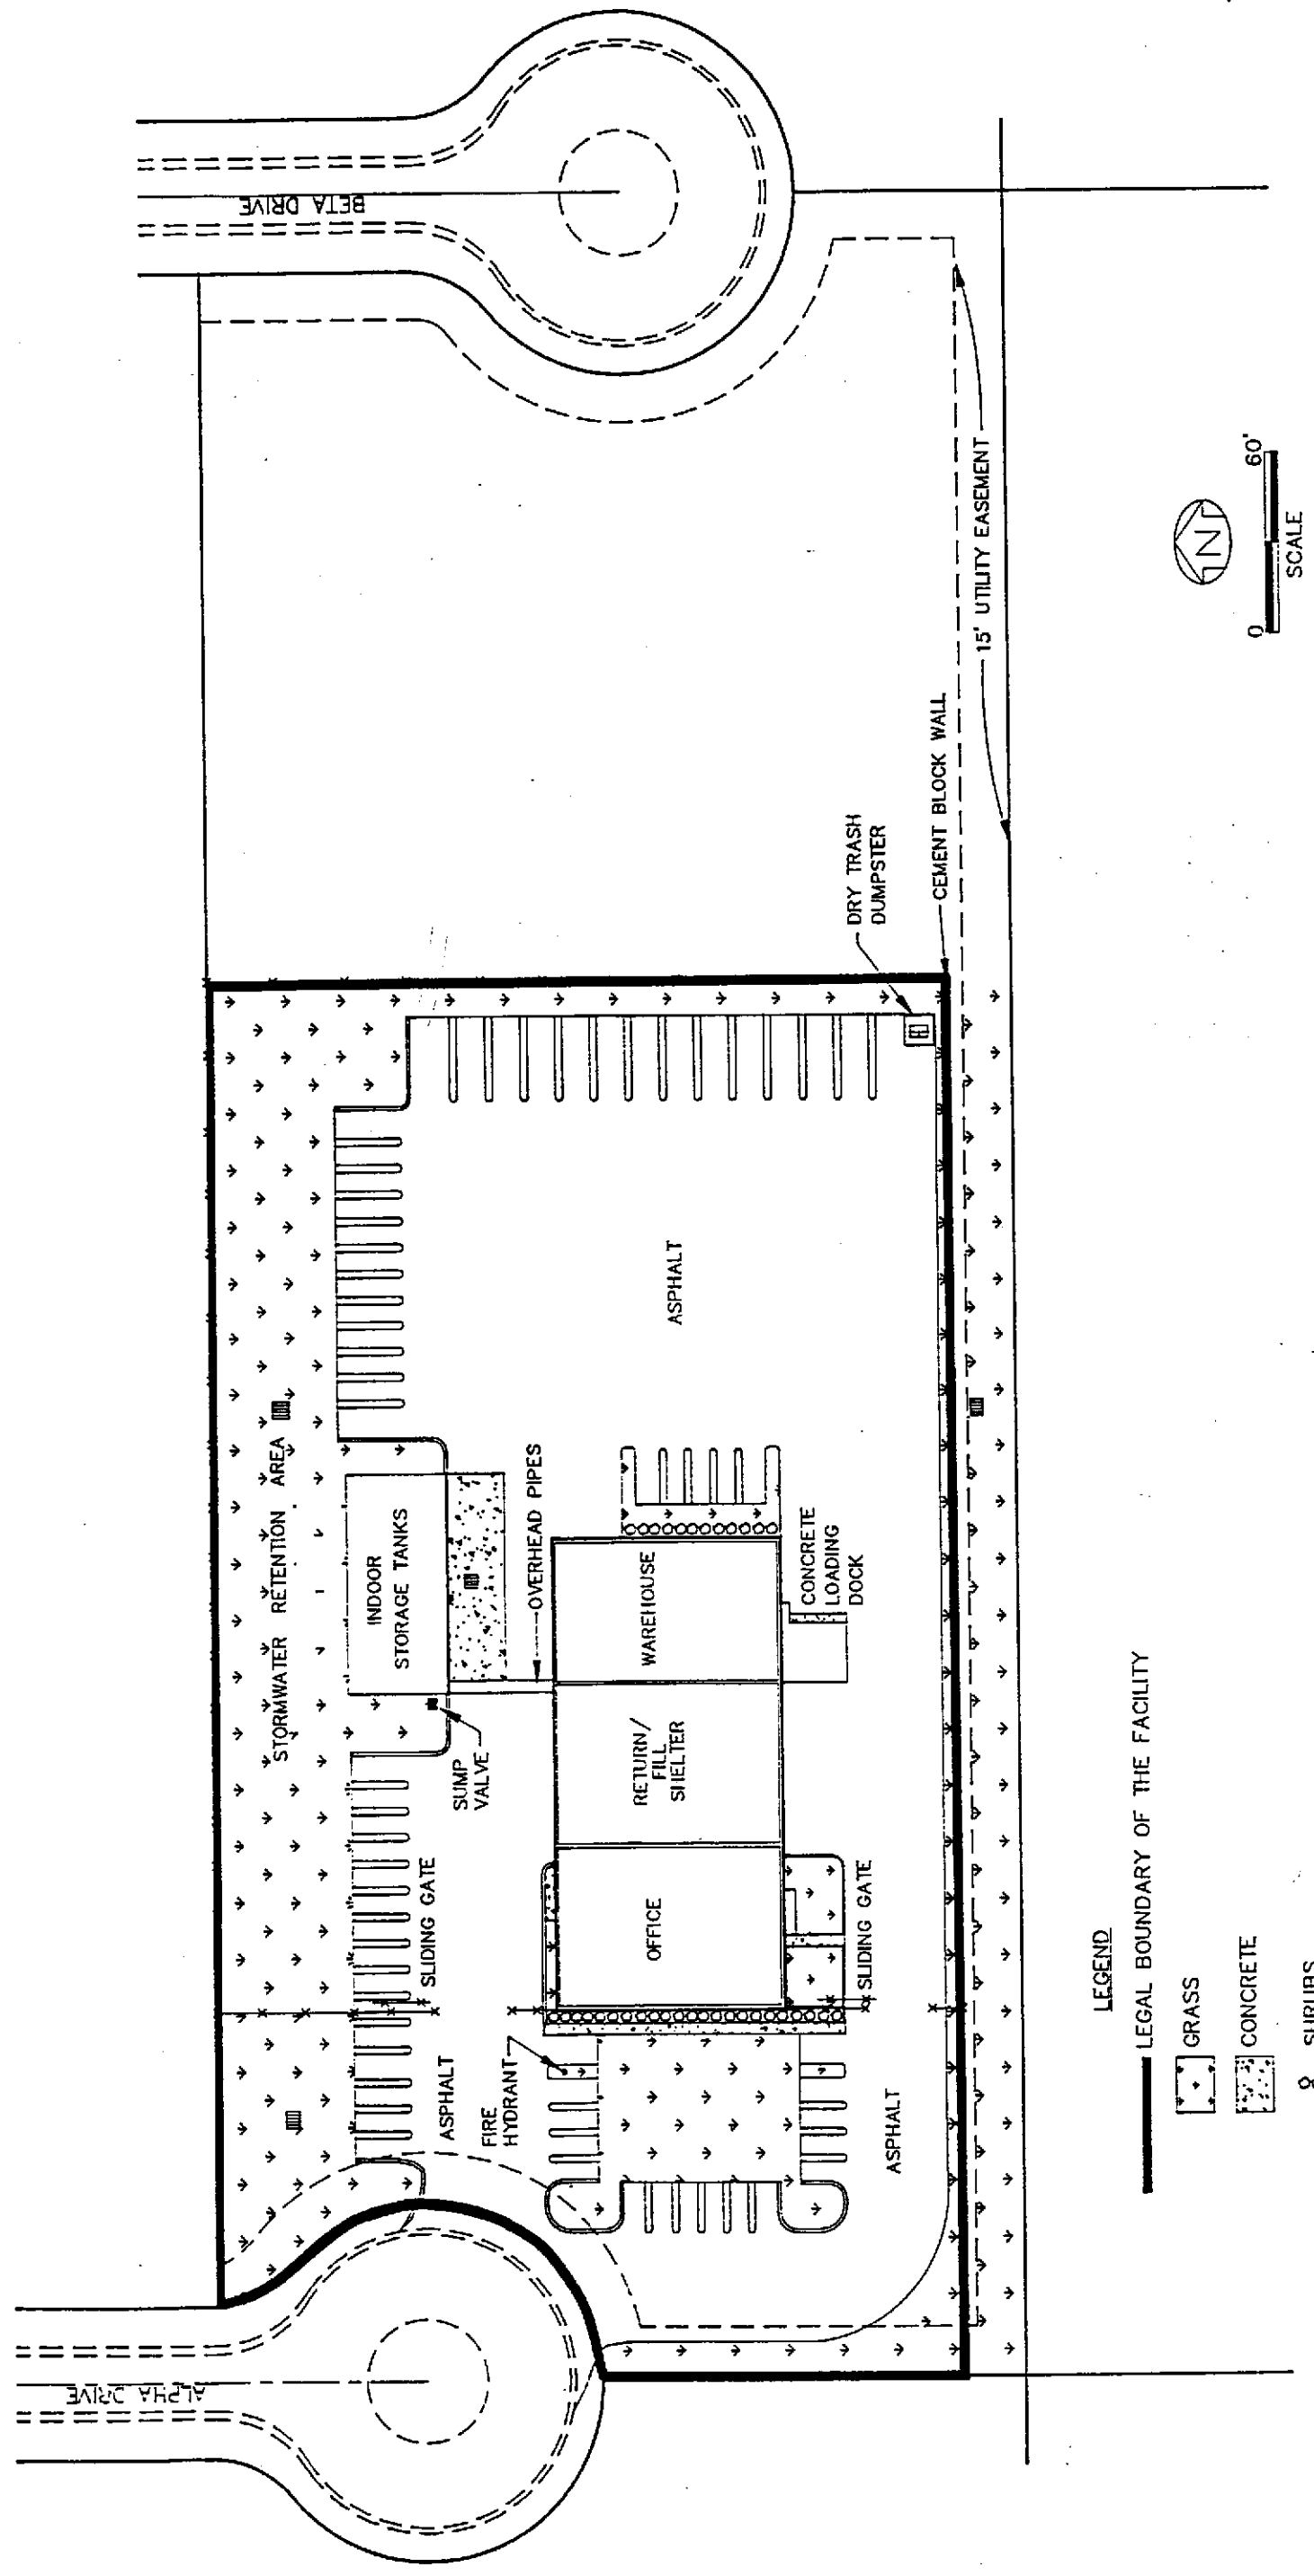 ALPHA DRIVE
BETA DRIVE
STORMWATER RETENTION AREA
INDOOR
STORAGE TANKS
SUMP
VALVE
OVERHEAD PIPES
SLIDING GATE
ASPHALT
FIRE
HYDRANT
OFFICE
RETURN/
FILL
SHELTER
WAREHOUSE
ASPHALT
CONCRETE
LOADING
DOCK
SLIDING GATE
ASPHALT
DRY TRASH
DUMPSTER
CEMENT BLOCK WALL
15' UTILITY EASEMENT
LEGEND
LEGAL BOUNDARY OF THE FACILITY
GRASS
CONCRETE
SHRUBS
N
0 60'
SCALE